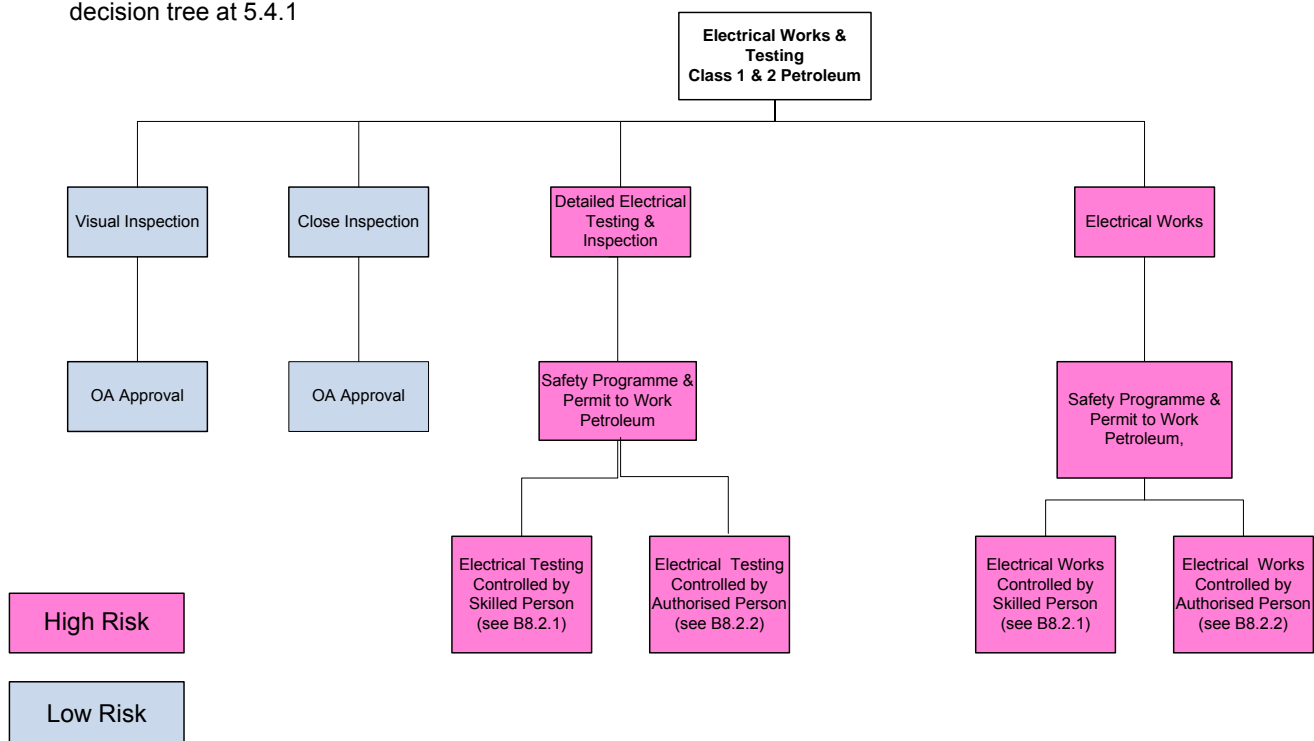 decision tree at 5.4.1
Electrical Works &
Testing
Class 1 & 2 Petroleum
Visual Inspection
Close Inspection
Detailed Electrical
Testing &
Inspection
Electrical Works
OA Approval
OA Approval
Safety Programme &
Permit to Work
Petroleum
Safety Programme &
Permit to Work
Petroleum,
Electrical Testing
Controlled by
Skilled Person
(see B8.2.1)
Electrical Testing
Controlled by
Authorised Person
(see B8.2.2)
Electrical Works
Controlled by
Skilled Person
(see B8.2.1)
Electrical Works
Controlled by
Authorised Person
(see B8.2.2)
High Risk
Low Risk